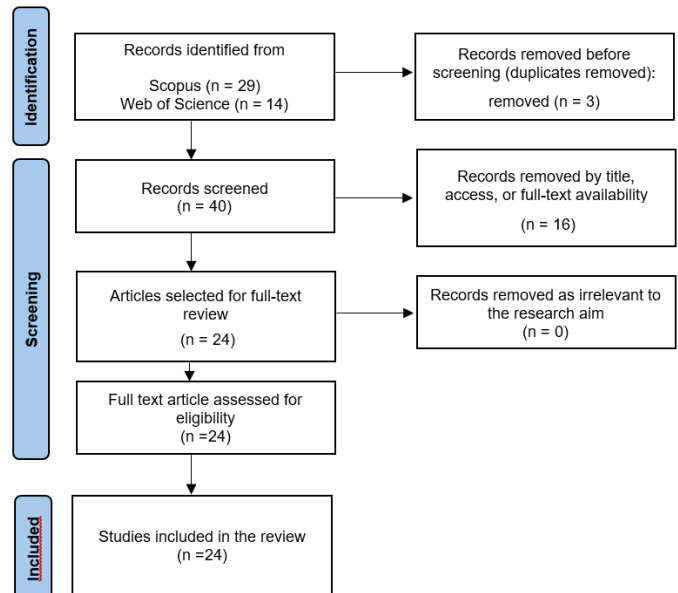 Identification
Records identified from
Scopus (n = 29)
Web of Science (n = 14)
Records removed before
screening (duplicates removed):
removed (n = 3)
Screening
Records screened
(n = 40)
Records removed by title,
access, or full-text availability
(n = 16)
Articles selected for full-text
review
(n = 24)
Records removed as irrelevant to
the research aim
(n = 0)
Full text article assessed for
eligibility
(n =24)
Included
Studies included in the review
(n =24)